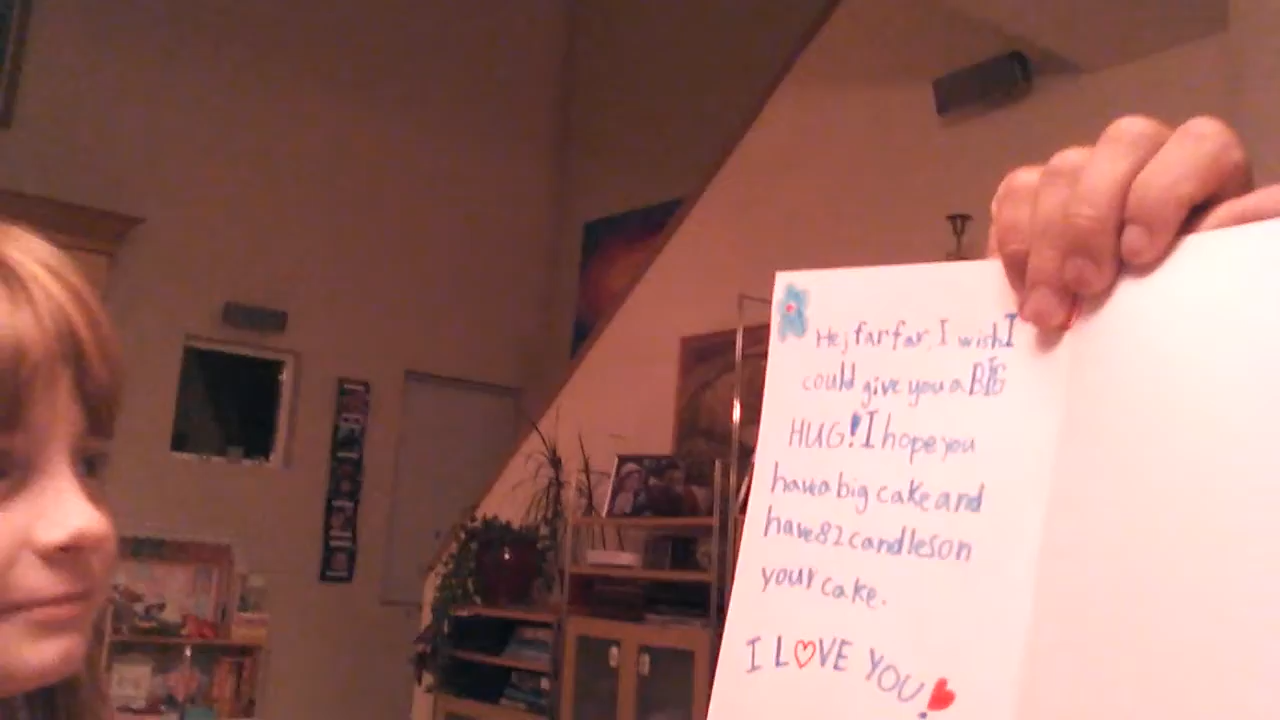 Hej farfar, I wish I
could give you a BIG
HUG! I hope you
have a big cake and
have 82 candles on
your cake.
I LOVE YOU!